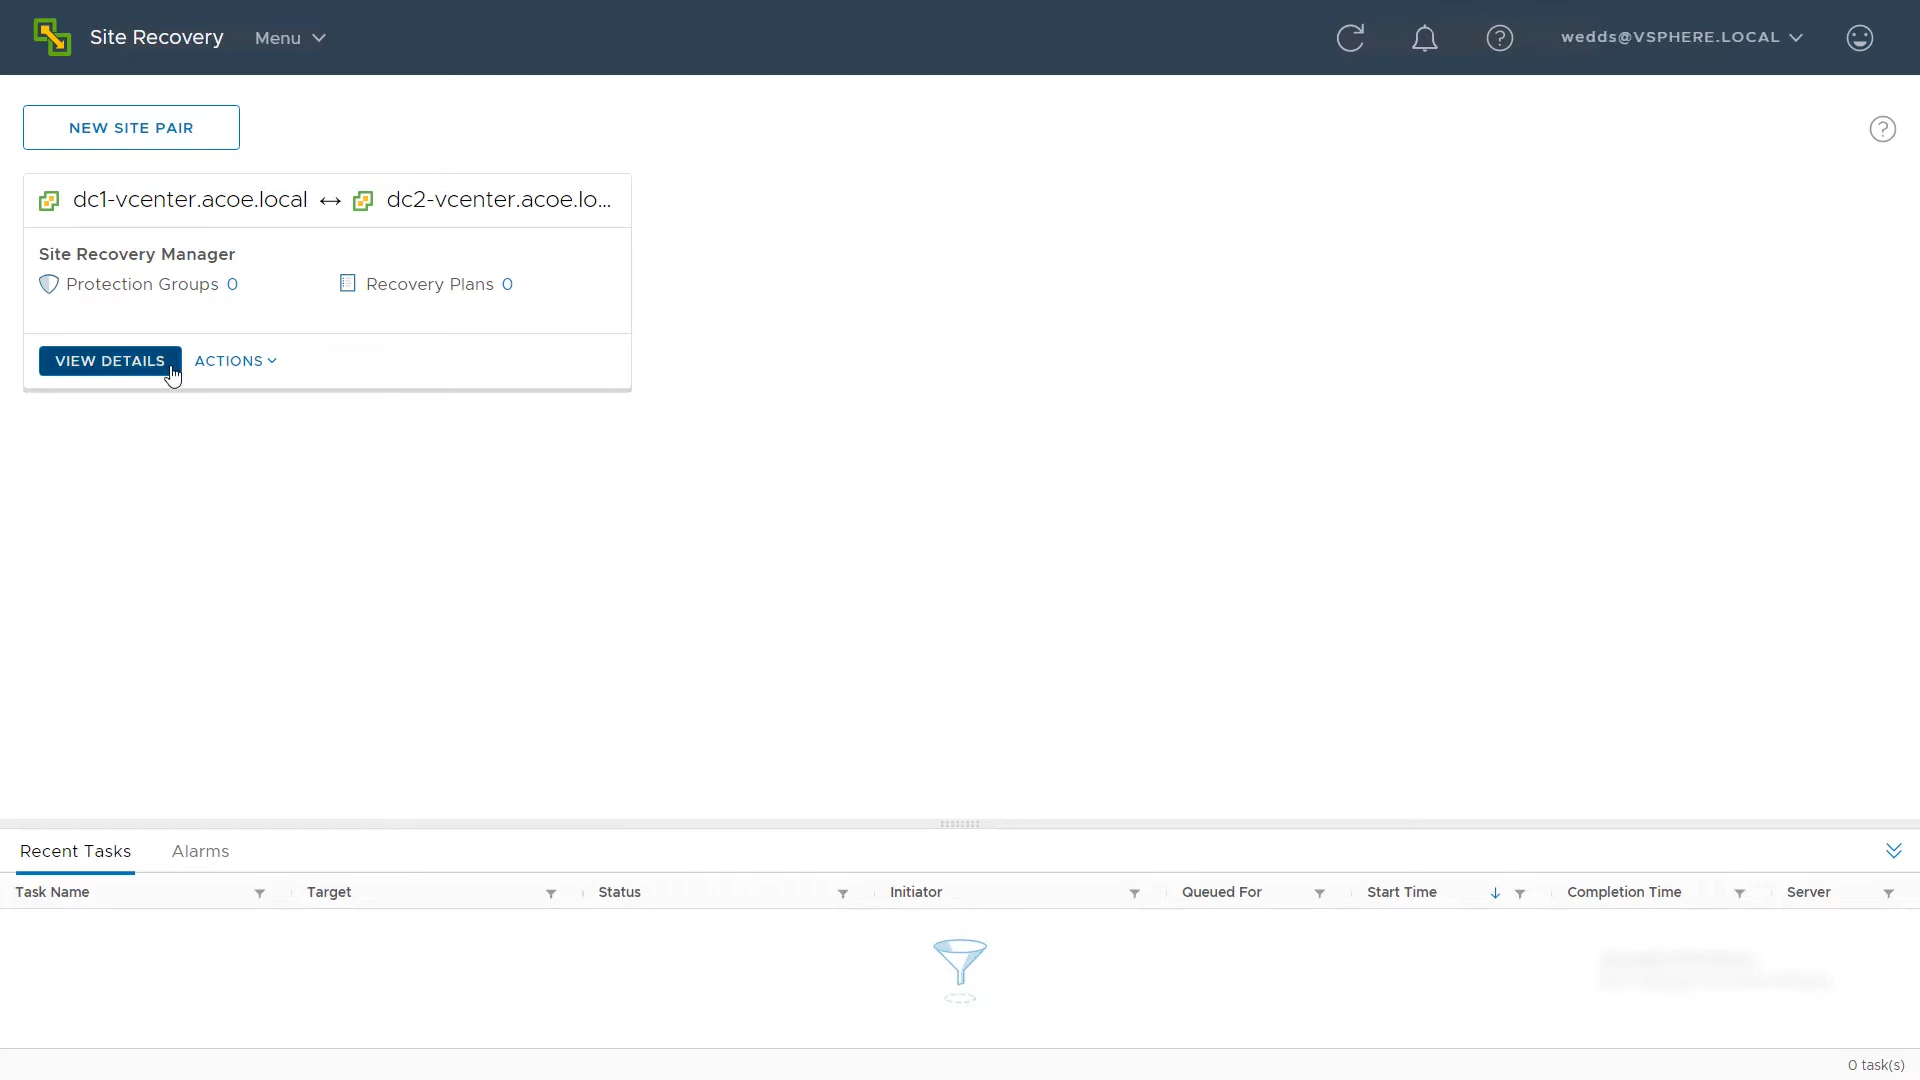 Site Recovery Menu wedds@VSPHERE.LOCAL
NEW SITE PAIR
dc1-vcenter.acoe.local ↔ dc2-vcenter.acoe.lo...
Site Recovery Manager
Protection Groups 0 Recovery Plans 0
VIEW DETAILS ACTIONS
Recent Tasks Alarms
Task Name Target Status Initiator Queued For Start Time Completion Time Server
0 task(s)